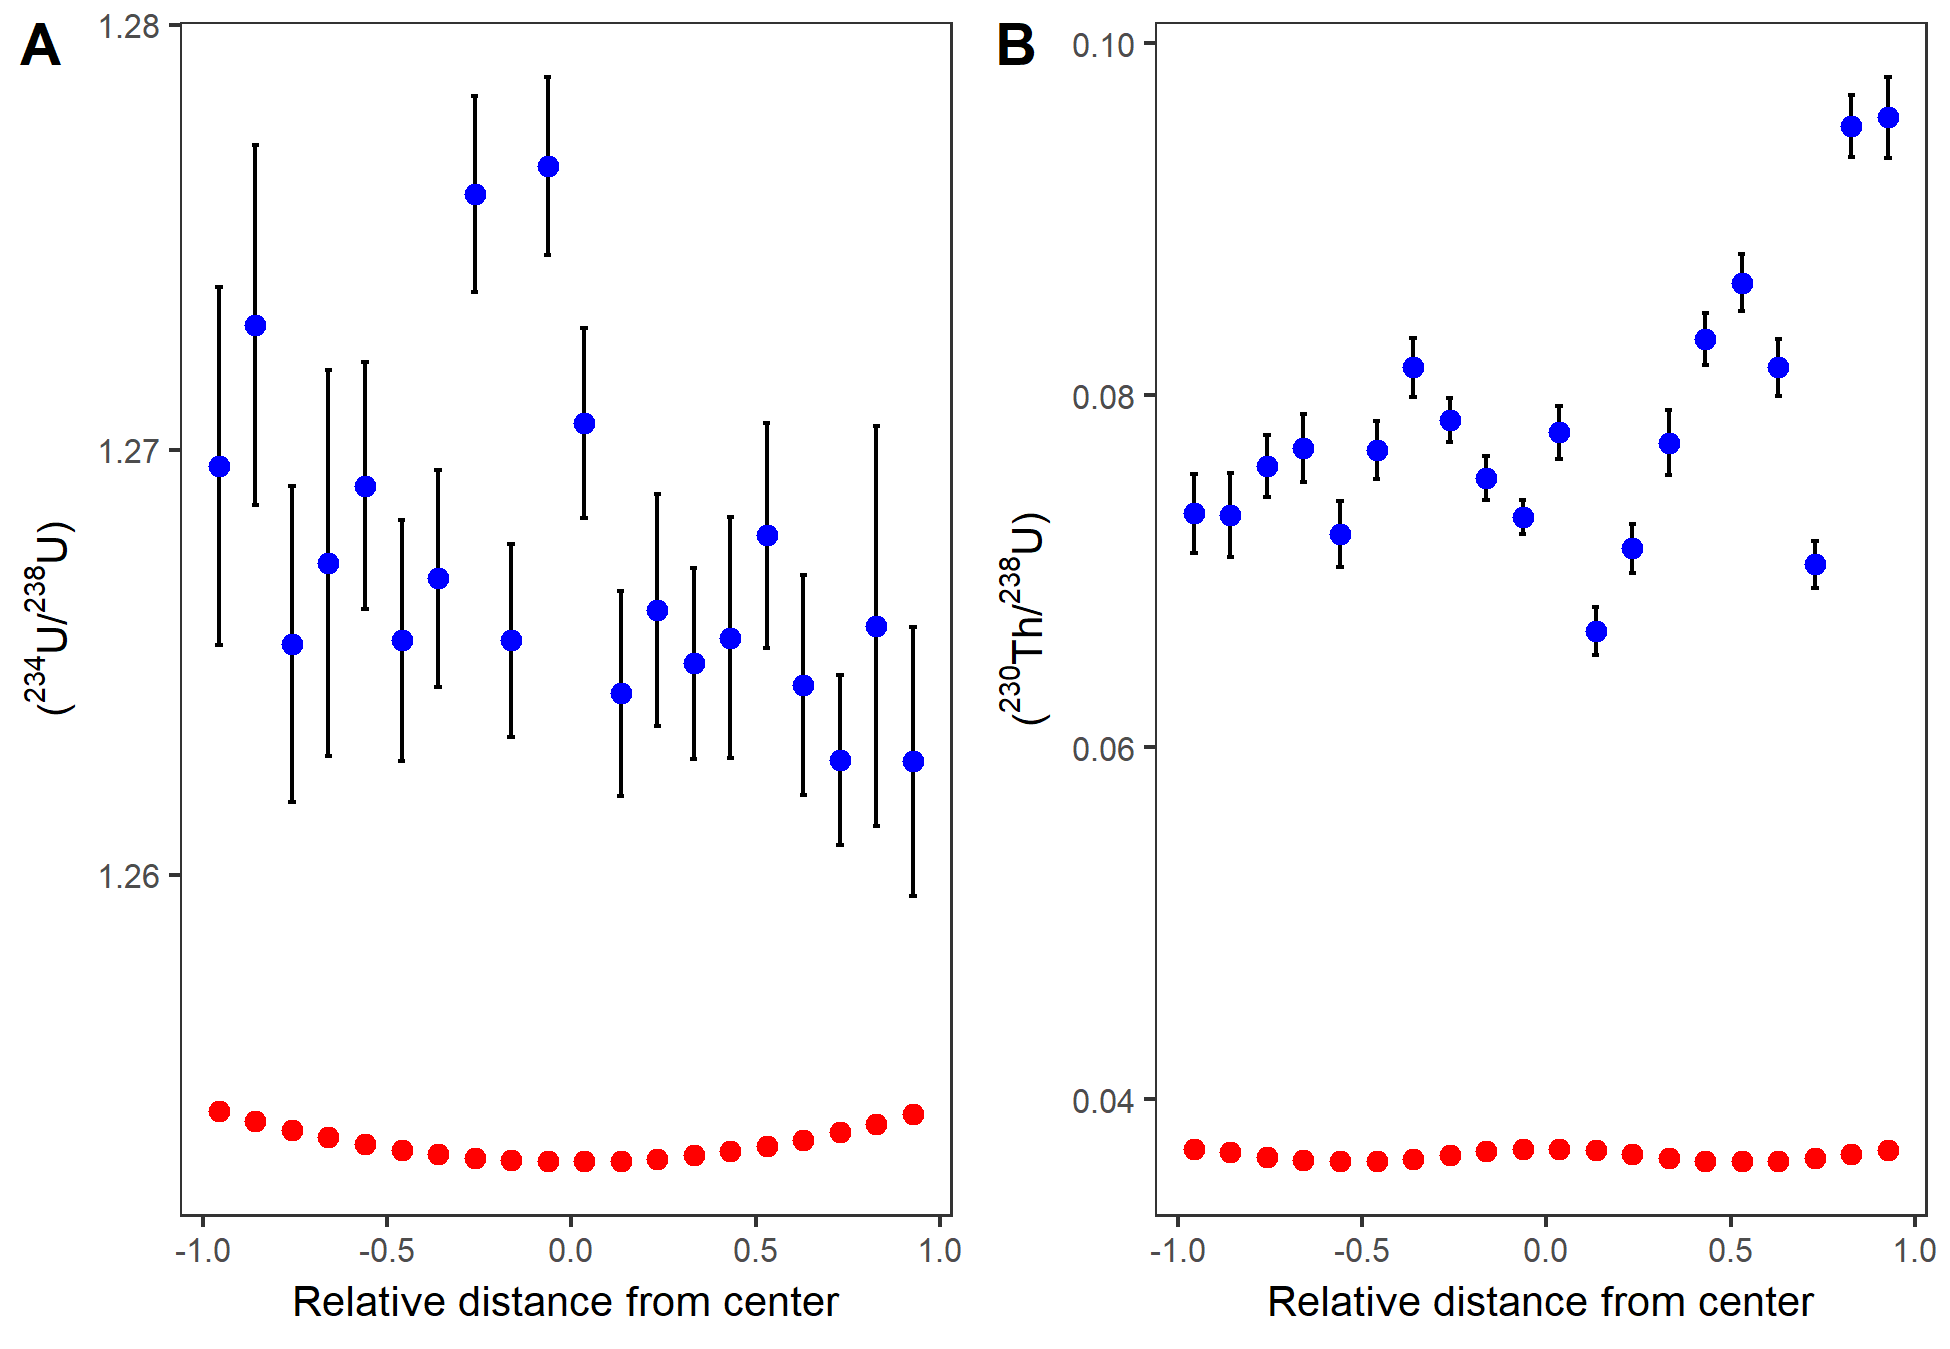 A
1.28
1.27
1.26
(²³⁴U/²³⁸U)
-1.0 -0.5 0.0 0.5 1.0
Relative distance from center
B
0.10
0.08
0.06
0.04
(²³⁰Th/²³⁸U)
-1.0 -0.5 0.0 0.5 1.0
Relative distance from center